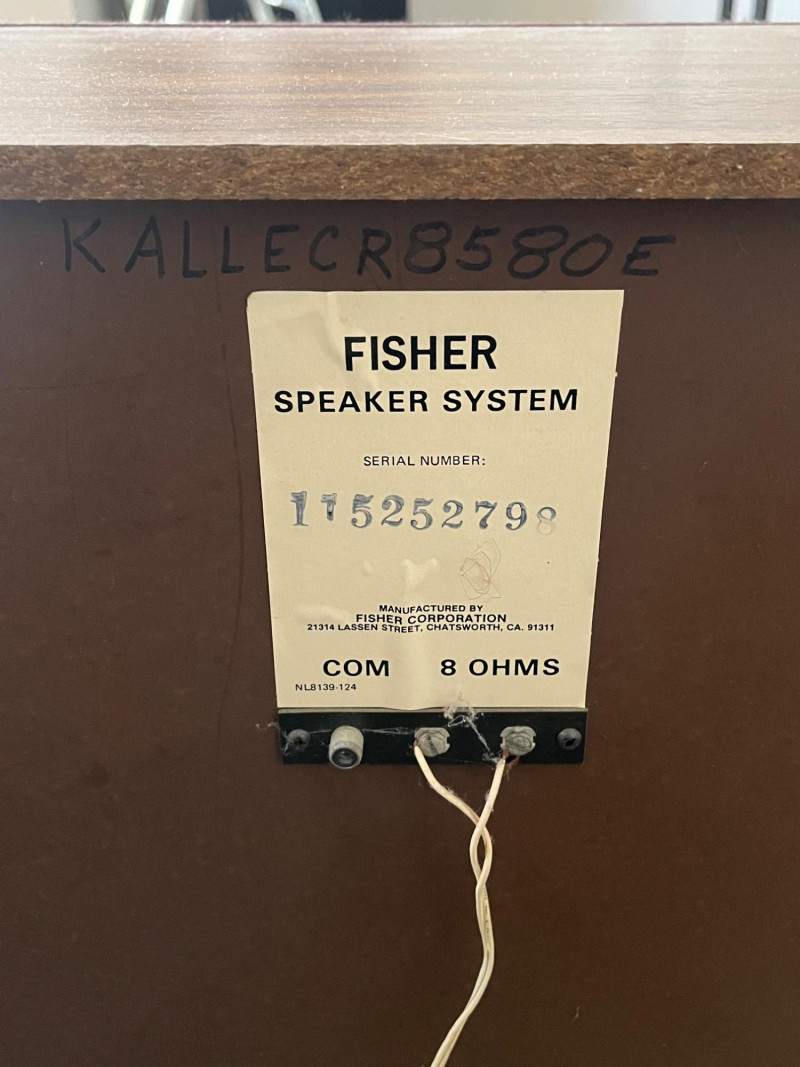 KALLECR8580E
FISHER
SPEAKER SYSTEM
SERIAL NUMBER:
115252798
MANUFACTURED BY
FISHER CORPORATION
21314 LASSEN STREET, CHATSWORTH, CA. 91311
COM 8 OHMS
NL8139-124